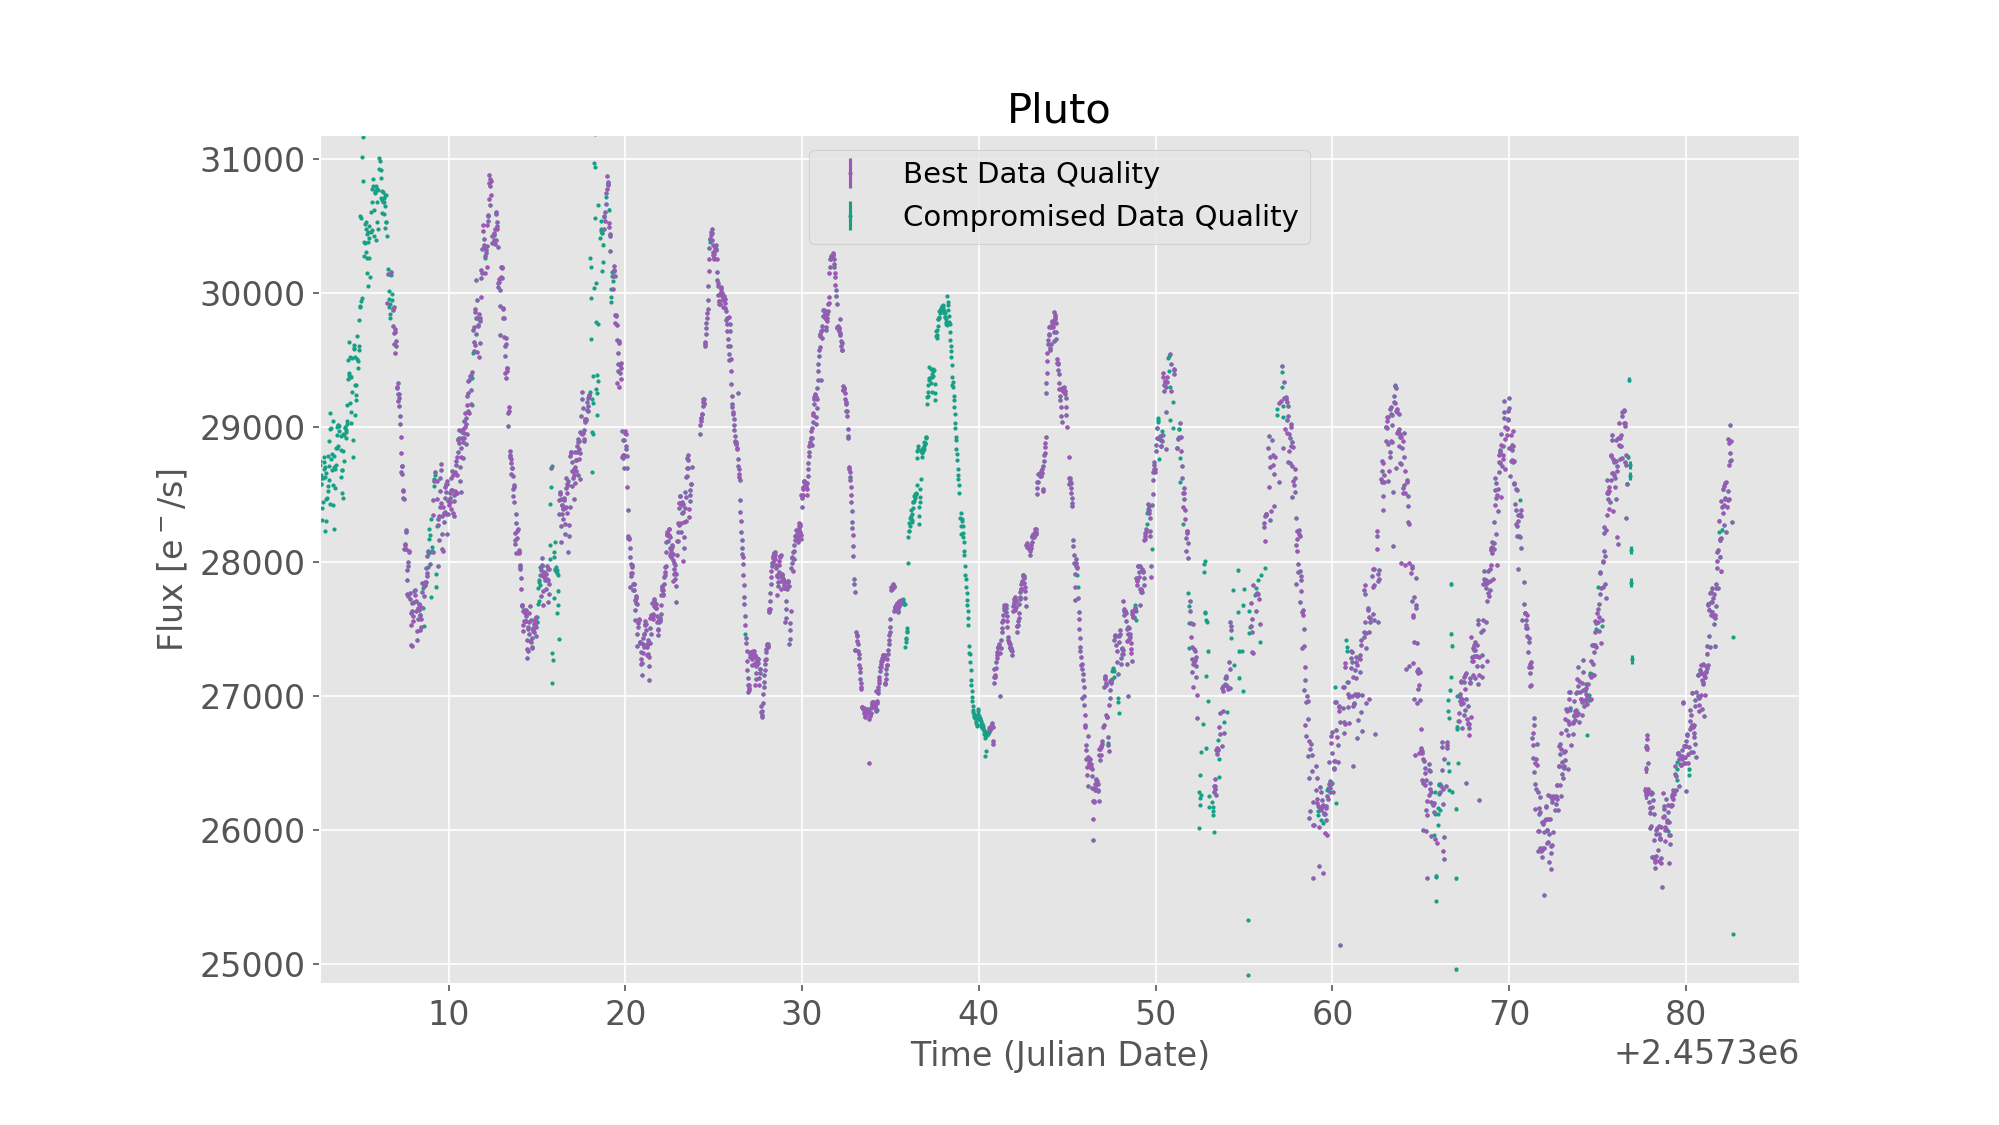 Pluto
Best Data Quality
Compromised Data Quality
31000
30000
29000
28000
27000
26000
25000
Flux [e⁻/s]
10 20 30 40 50 60 70 80
Time (Julian Date)
+2.4573e6